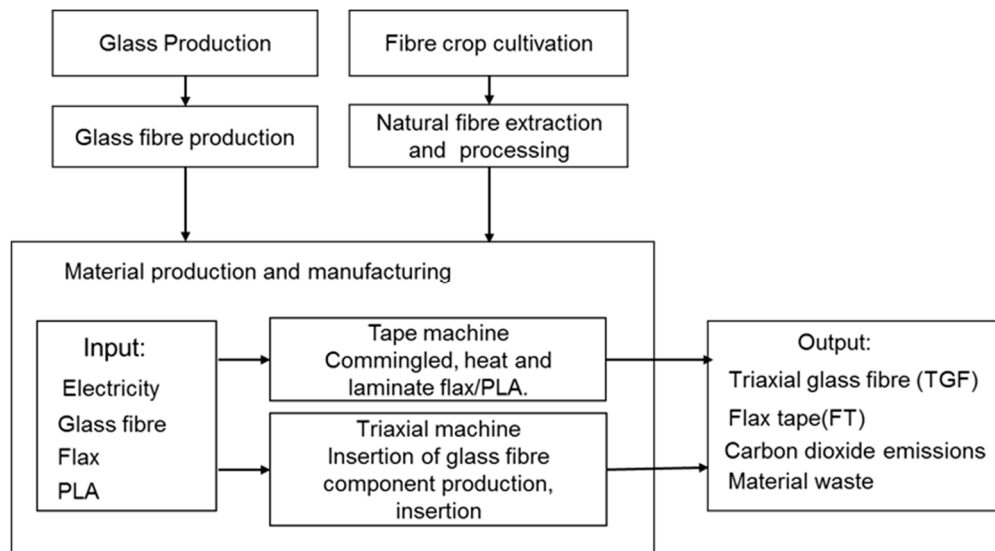 Glass Production
Fibre crop cultivation
Glass fibre production
Natural fibre extraction
and processing
Material production and manufacturing
Input:
Electricity
Glass fibre
Flax
PLA
Tape machine
Commingled, heat and
laminate flax/PLA.
Triaxial machine
Insertion of glass fibre
component production,
insertion
Output:
Triaxial glass fibre (TGF)
Flax tape(FT)
Carbon dioxide emissions
Material waste